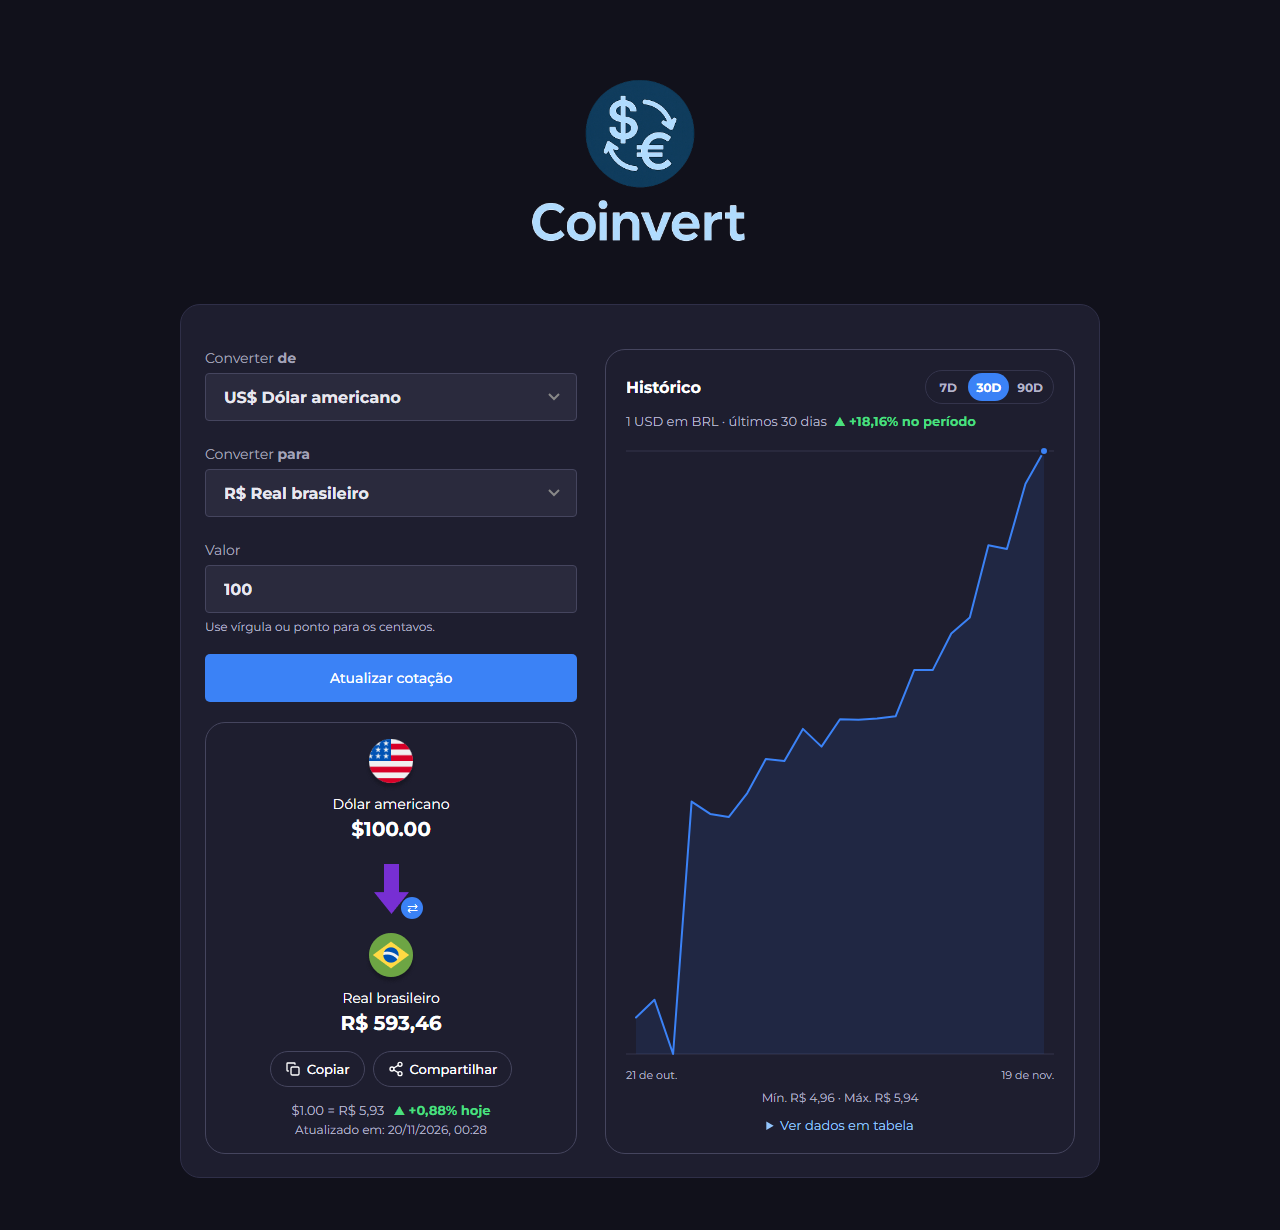 $
€
Coinvert
Converter de
US$ Dólar americano
Converter para
R$ Real brasileiro
Valor
100
Use vírgula ou ponto para os centavos.
Atualizar cotação
Dólar americano
$100.00
⇄
Real brasileiro
R$ 593,46
Copiar
Compartilhar
$1.00 = R$ 5,93 ▲ +0,88% hoje
Atualizado em: 20/11/2026, 00:28
Histórico
7D 30D 90D
1 USD em BRL · últimos 30 dias ▲ +18,16% no período
21 de out. 19 de nov.
Mín. R$ 4,96 · Máx. R$ 5,94
▶ Ver dados em tabela